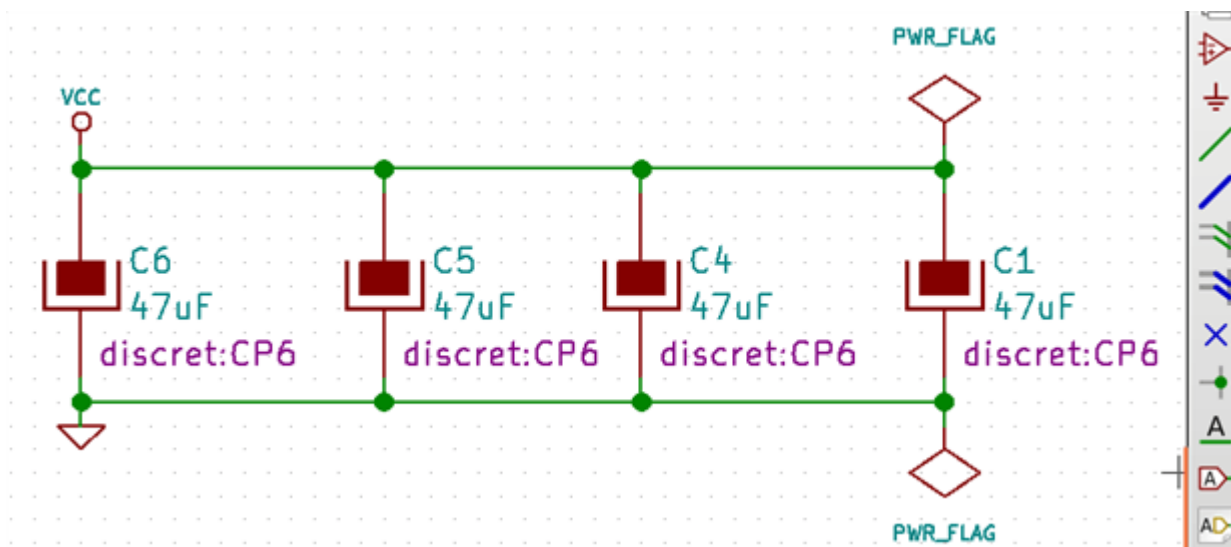 PWR_FLAG
VCC
C6
47uF
discret:CP6
C5
47uF
discret:CP6
C4
47uF
discret:CP6
C1
47uF
discret:CP6
PWR_FLAG
A
A
AD